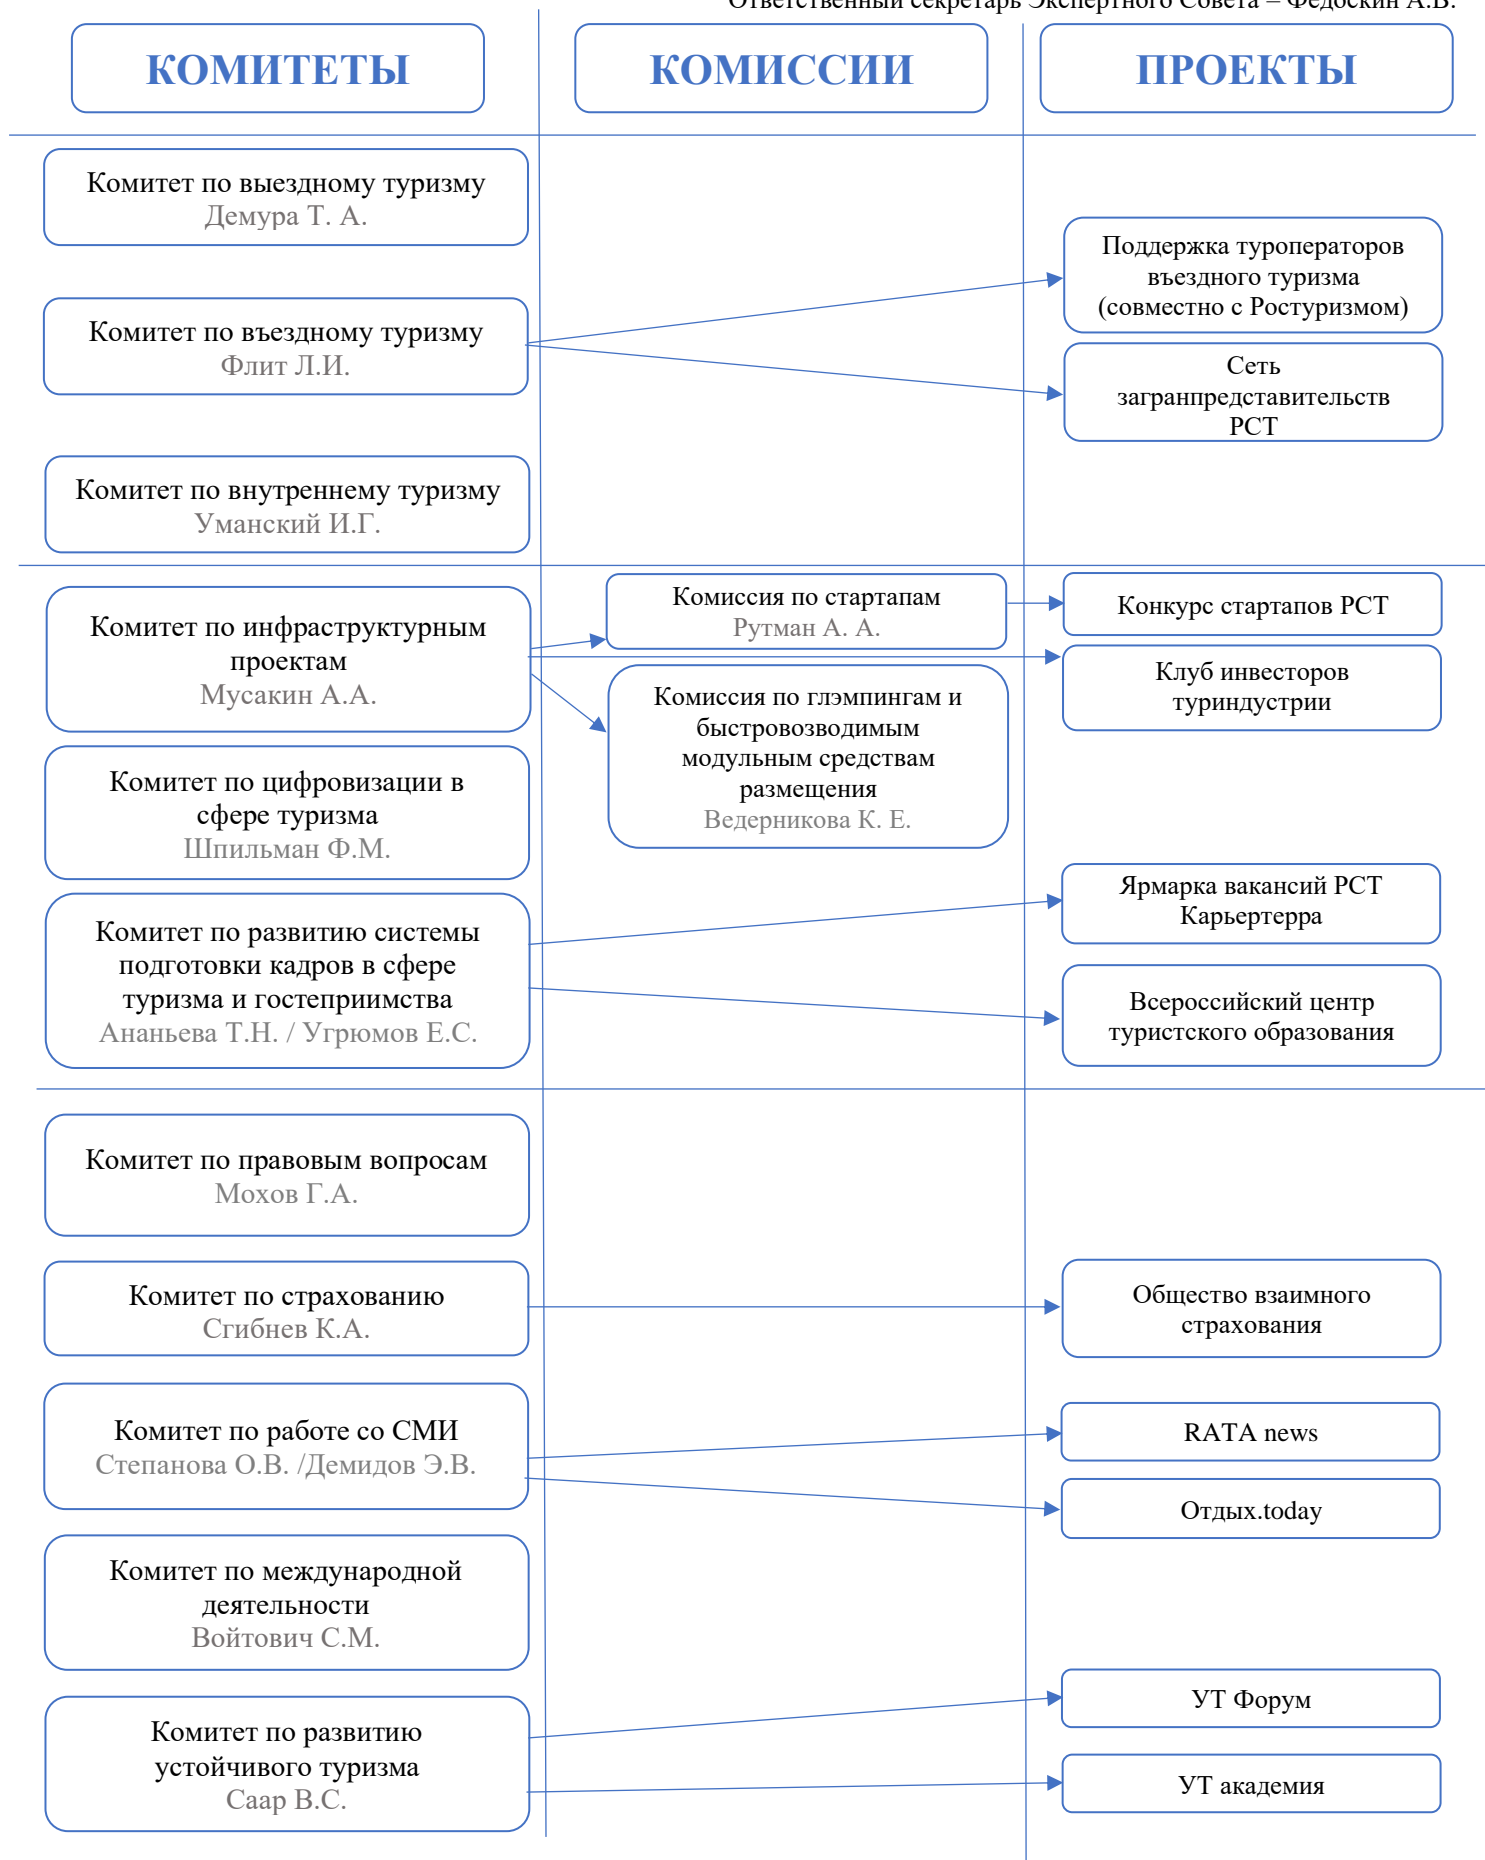 Ответственный секретарь Экспертного Совета – Федоскин А.В.
КОМИТЕТЫ
КОМИССИИ
ПРОЕКТЫ
Комитет по выездному туризму
Демура Т. А.
Поддержка туроператоров
въездного туризма
(совместно с Ростуризмом)
Комитет по въездному туризму
Флит Л.И.
Сеть
загранпредставительств
РСТ
Комитет по внутреннему туризму
Уманский И.Г.
Комитет по инфраструктурным
проектам
Мусакин А.А.
Комиссия по стартапам
Рутман А. А.
Конкурс стартапов РСТ
Клуб инвесторов
туриндустрии
Комиссия по глэмпингам и
быстровозводимым
модульным средствам
размещения
Ведерникова К. Е.
Комитет по цифровизации в
сфере туризма
Шпильман Ф.М.
Комитет по развитию системы
подготовки кадров в сфере
туризма и гостеприимства
Ананьева Т.Н. / Угрюмов Е.С.
Ярмарка вакансий РСТ
Карьертерра
Всероссийский центр
туристского образования
Комитет по правовым вопросам
Мохов Г.А.
Комитет по страхованию
Сгибнев К.А.
Общество взаимного
страхования
Комитет по работе со СМИ
Степанова О.В. /Демидов Э.В.
RATA news
Отдых.today
Комитет по международной
деятельности
Войтович С.М.
Комитет по развитию
устойчивого туризма
Саар В.С.
УТ Форум
УТ академия